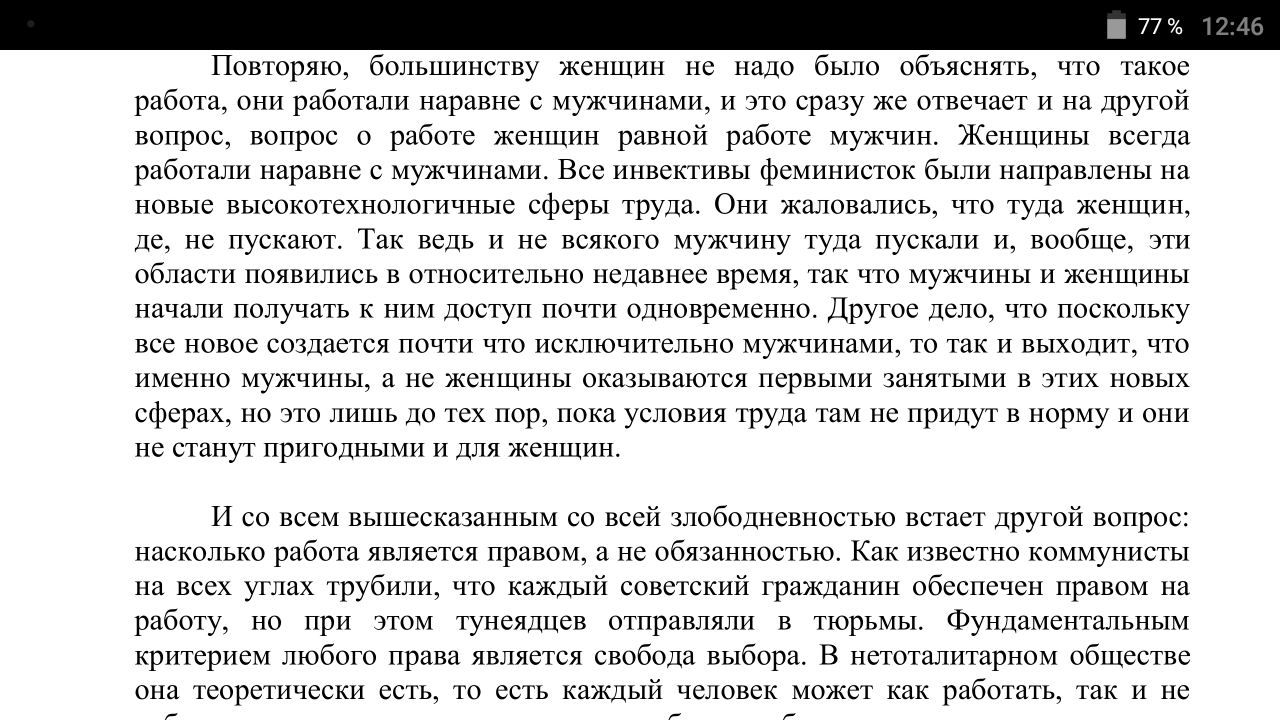 77 % 12:46
Повторяю, большинству женщин не надо было объяснять, что такое
работа, они работали наравне с мужчинами, и это сразу же отвечает и на другой
вопрос, вопрос о работе женщин равной работе мужчин. Женщины всегда
работали наравне с мужчинами. Все инвективы феминисток были направлены на
новые высокотехнологичные сферы труда. Они жаловались, что туда женщин,
де, не пускают. Так ведь и не всякого мужчину туда пускали и, вообще, эти
области появились в относительно недавнее время, так что мужчины и женщины
начали получать к ним доступ почти одновременно. Другое дело, что поскольку
все новое создается почти что исключительно мужчинами, то так и выходит, что
именно мужчины, а не женщины оказываются первыми занятыми в этих новых
сферах, но это лишь до тех пор, пока условия труда там не придут в норму и они
не станут пригодными и для женщин.
И со всем вышесказанным со всей злободневностью встает другой вопрос:
насколько работа является правом, а не обязанностью. Как известно коммунисты
на всех углах трубили, что каждый советский гражданин обеспечен правом на
работу, но при этом тунеядцев отправляли в тюрьмы. Фундаментальным
критерием любого права является свобода выбора. В нетоталитарном обществе
она теоретически есть, то есть каждый человек может как работать, так и не